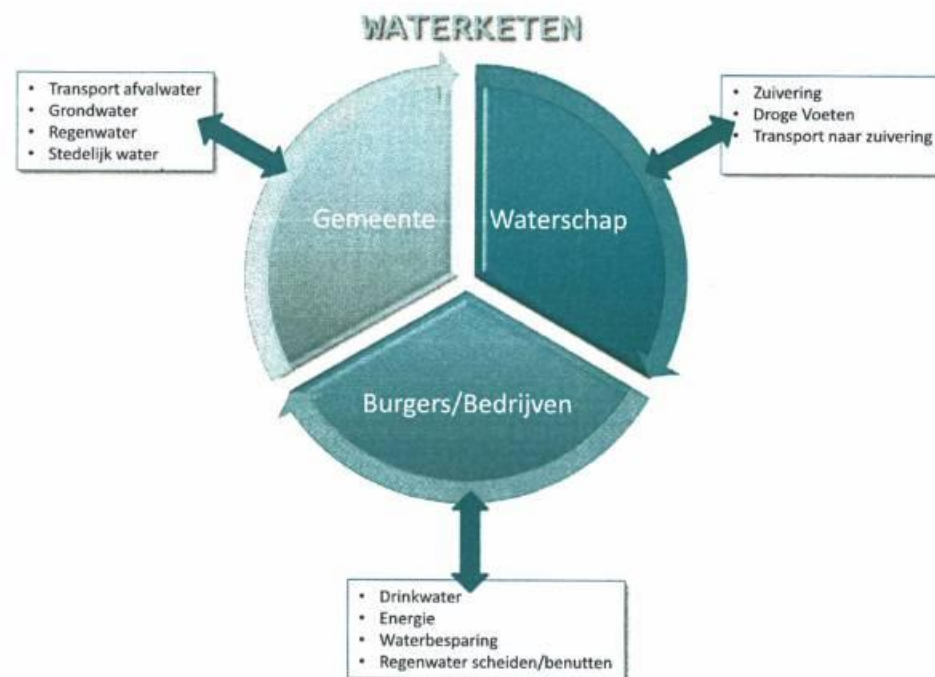 WATERKETEN
• Transport afvalwater
• Grondwater
• Regenwater
• Stedelijk water
• Zuivering
• Droge Voeten
• Transport naar zuivering
Gemeente
Waterschap
Burgers/Bedrijven
• Drinkwater
• Energie
• Waterbesparing
• Regenwater scheiden/benutten